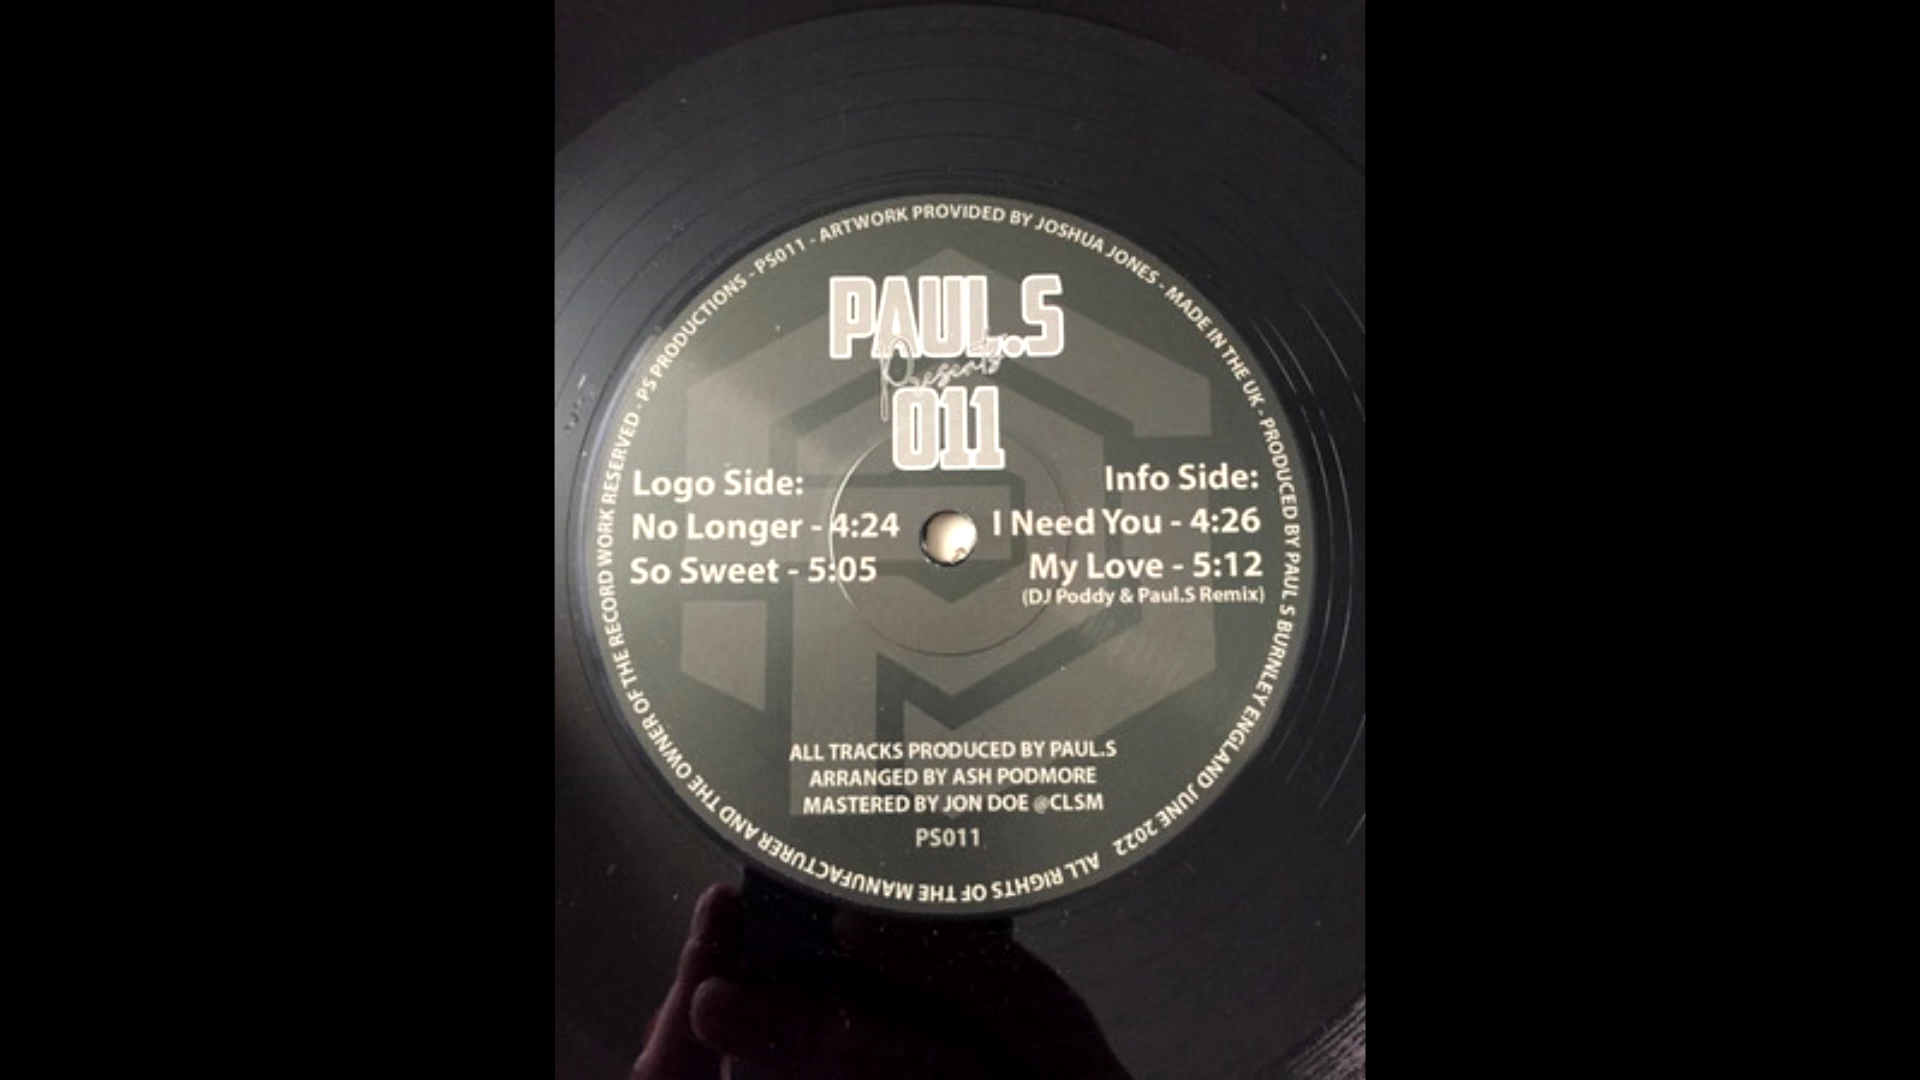 PS PRODUCTIONS - PS011 - ARTWORK PROVIDED BY JOSHUA JONES - MADE IN THE UK - PRODUCED BY PAUL S BURNLEY ENGLAND JUNE 2022
ALL RIGHTS OF THE MANUFACTURER AND THE OWNER OF THE RECORD WORK RESERVED -
PAUL.S
Presents
011
Logo Side:
No Longer - 4:24
So Sweet - 5:05
Info Side:
I Need You - 4:26
My Love - 5:12
(DJ Poddy & Paul.S Remix)
ALL TRACKS PRODUCED BY PAUL.S
ARRANGED BY ASH PODMORE
MASTERED BY JON DOE @CLSM
PS011